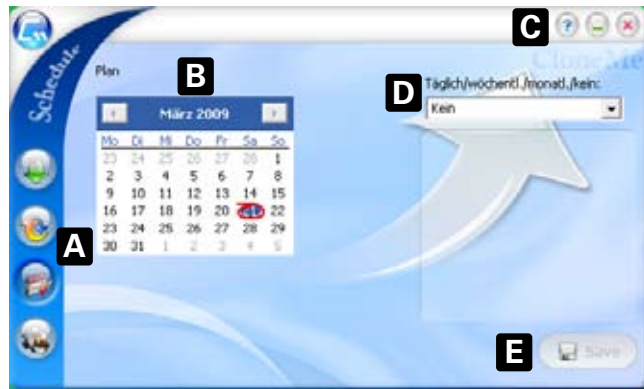 C
B
CloneMe
Schedule
Plan
D
Täglich/wöchentl./monatl./kein:
Kein
März 2009
Mo Di Mi Do Fr Sa So
23 24 25 26 27 28 1
2 3 4 5 6 7 8
9 10 11 12 13 14 15
16 17 18 19 20 21 22
23 24 25 26 27 28 29
30 31 1 2 3 4 5
A
E
Save